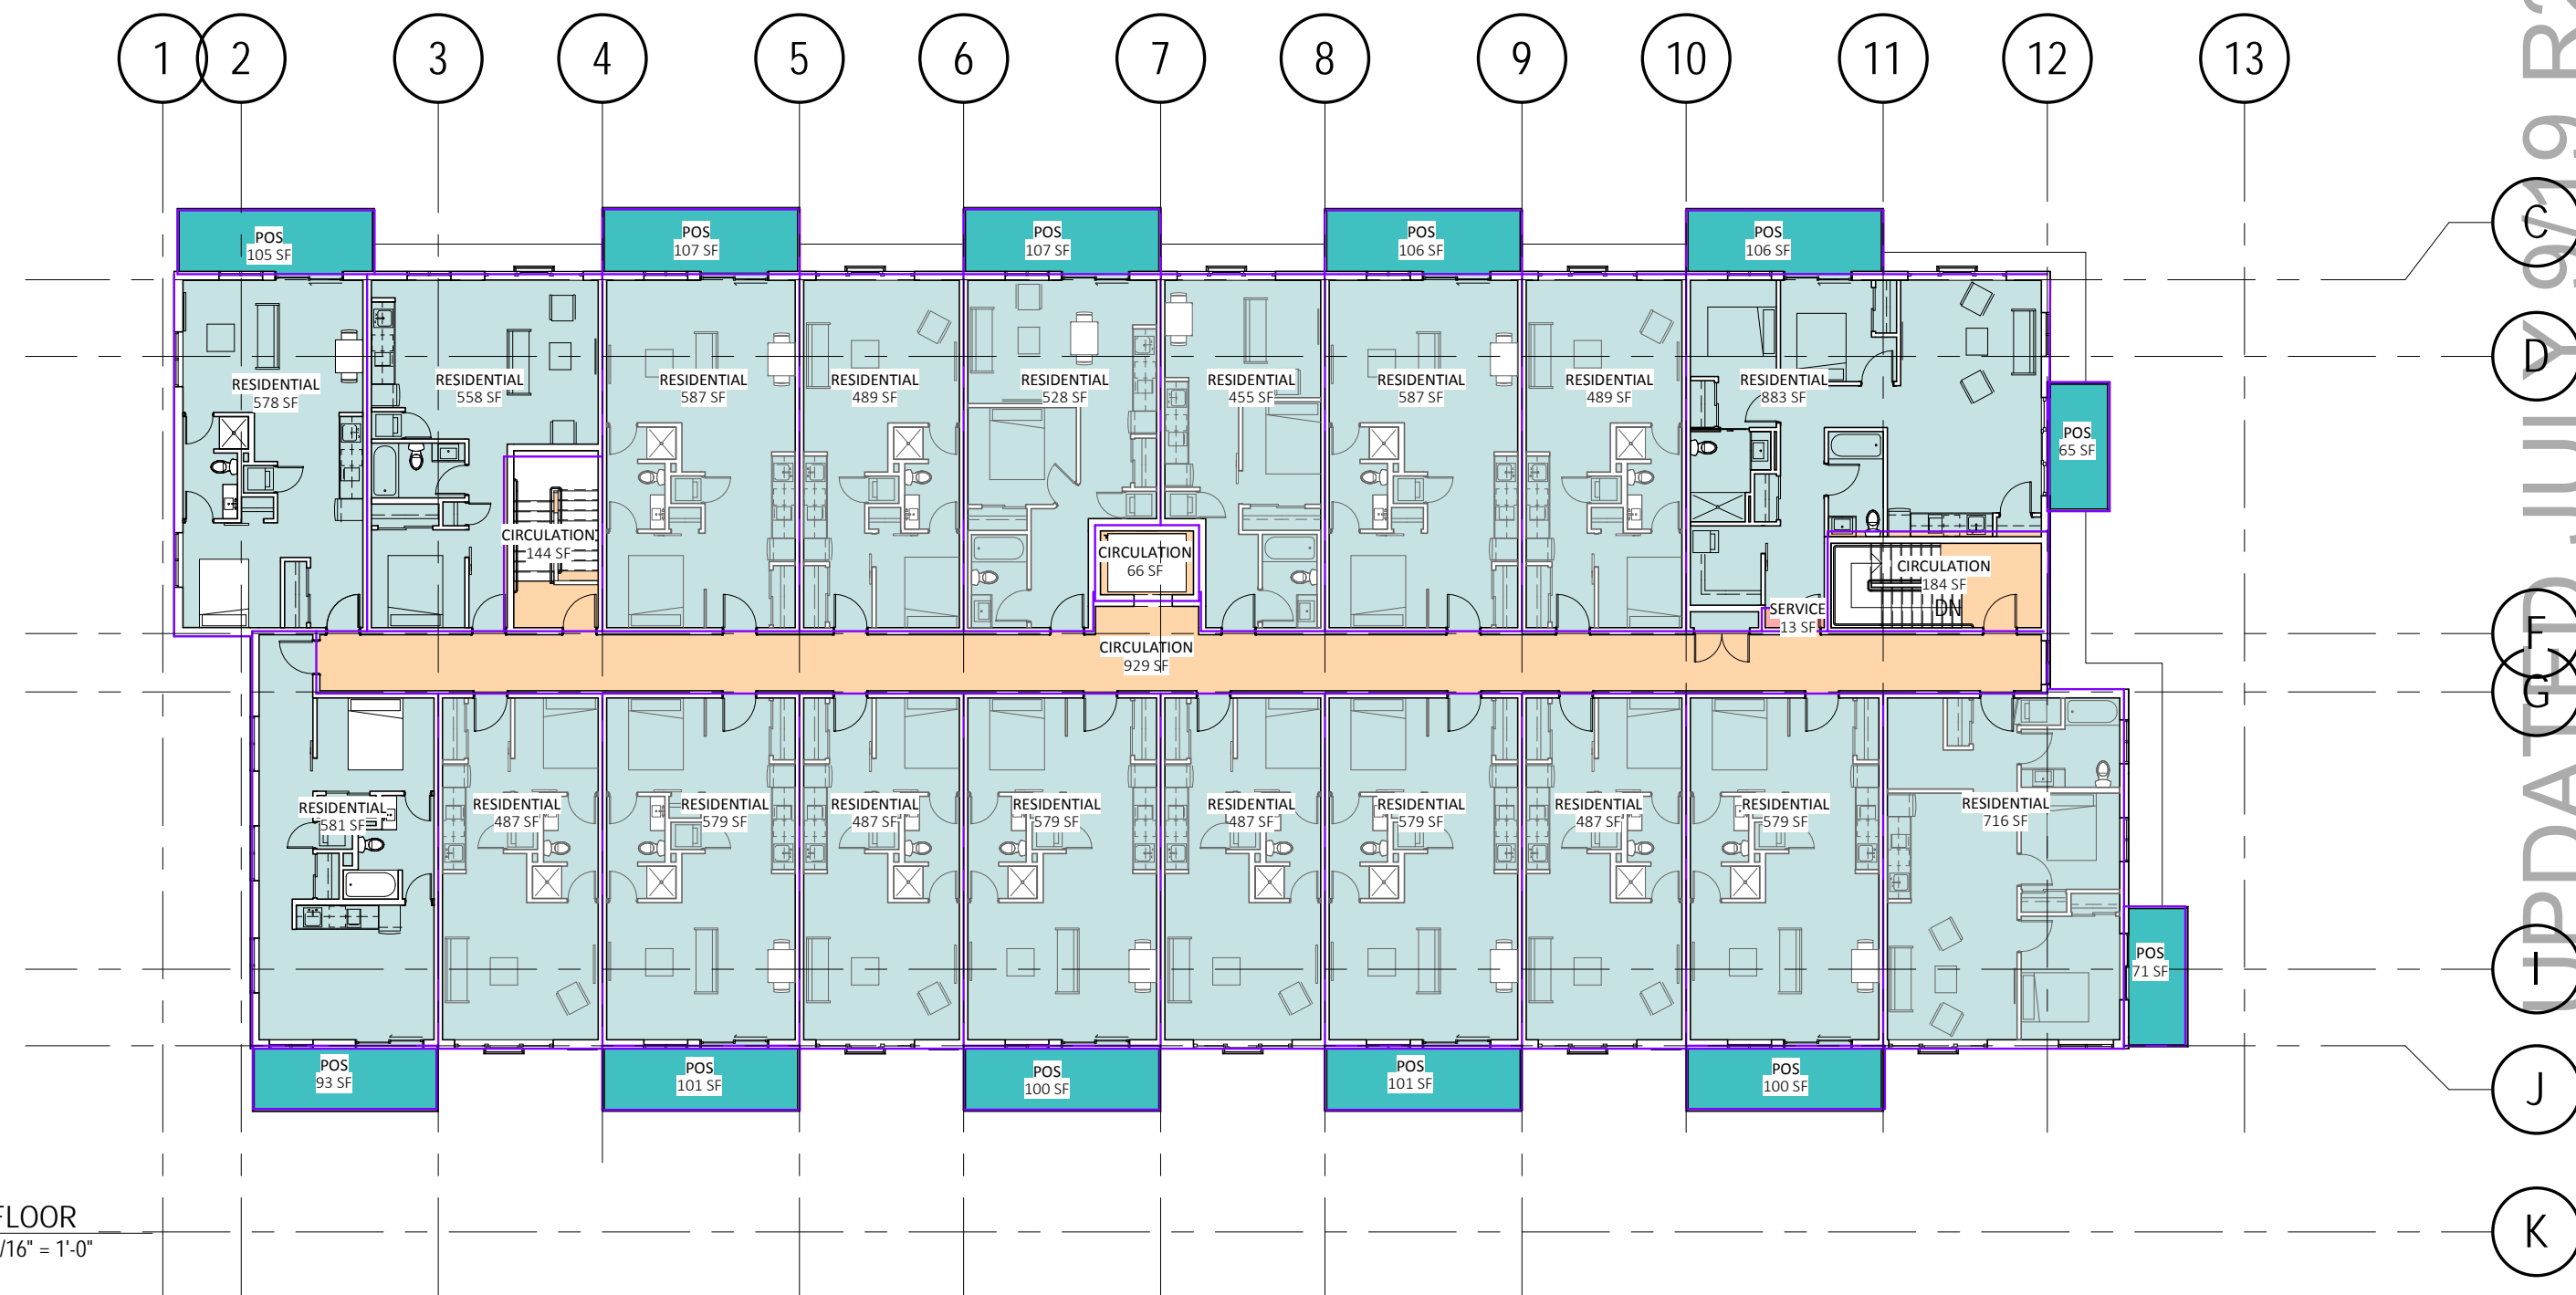 1 2 3 4 5 6 7 8 9 10 11 12 13
C
D
F
G
I
J
K
POS
105 SF
POS
107 SF
POS
107 SF
POS
106 SF
POS
106 SF
RESIDENTIAL
578 SF
RESIDENTIAL
558 SF
RESIDENTIAL
587 SF
RESIDENTIAL
489 SF
RESIDENTIAL
528 SF
RESIDENTIAL
455 SF
RESIDENTIAL
587 SF
RESIDENTIAL
489 SF
RESIDENTIAL
883 SF
POS
65 SF
CIRCULATION
144 SF
CIRCULATION
66 SF
CIRCULATION
184 SF
DN
SERVICE
13 SF
CIRCULATION
929 SF
RESIDENTIAL
581 SF
RESIDENTIAL
487 SF
RESIDENTIAL
579 SF
RESIDENTIAL
487 SF
RESIDENTIAL
579 SF
RESIDENTIAL
487 SF
RESIDENTIAL
579 SF
RESIDENTIAL
487 SF
RESIDENTIAL
579 SF
RESIDENTIAL
716 SF
POS
71 SF
POS
93 SF
POS
101 SF
POS
100 SF
POS
101 SF
POS
100 SF
FLOOR
/16" = 1'-0"
UPDATED JULY 9/19